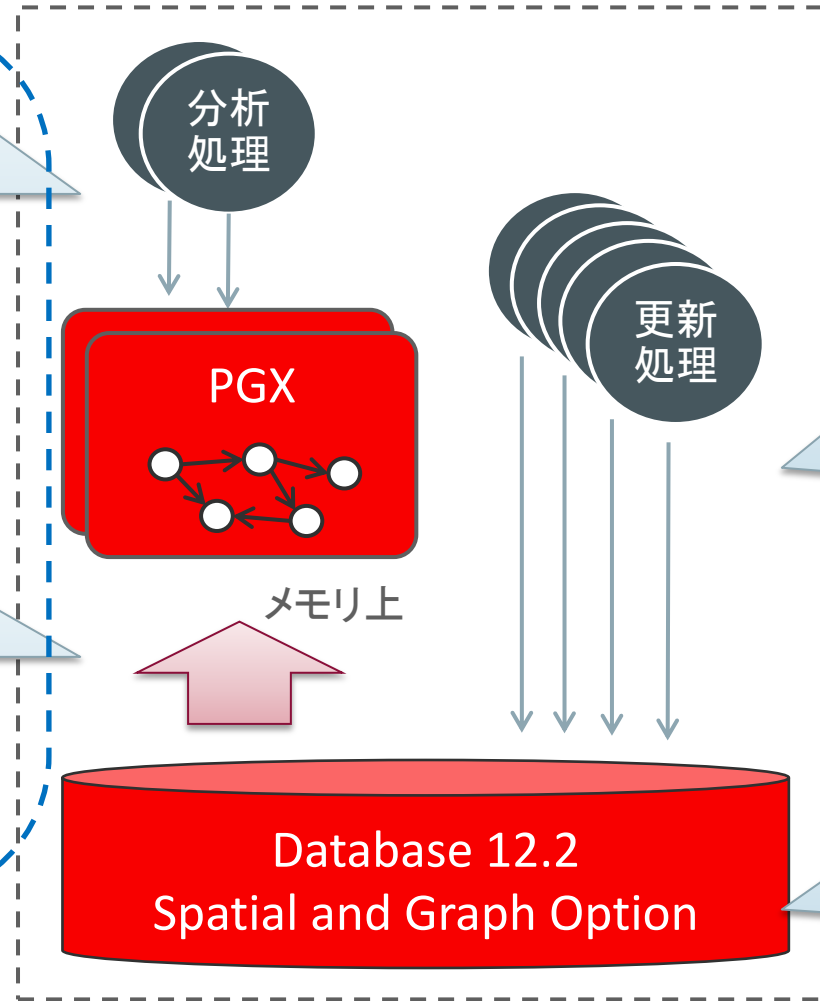 分析
処理
更新
処理
PGX
メモリ上
Database 12.2
Spatial and Graph Option